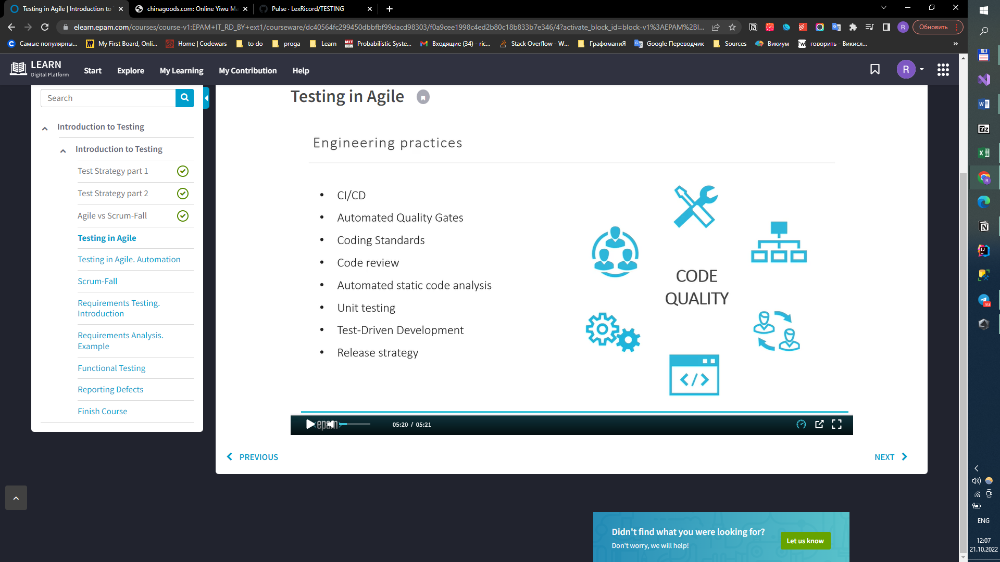 Testing in Agile | Introduction to
chinagoods.com: Online Yiwu Ma
Pulse · LexRicord/TESTING
elearn.epam.com/courses/course-v1:EPAM+IT_RD_BY+ext1/courseware/dc40564fc299450dbbfbf99dacd98303/f0a9cee1998c4ed2b80c18b833b7e346/4?activate_block_id=block-v1%3AEPAM%2BI...
R
Обновить
Самые популярны...
My First Board, Onli...
Home | Codewars
to do
proga
Learn
Probabilistic Syste...
Входящие (34) - ric...
Stack Overflow - W...
ГрафоманиЯ
Google Переводчик
Sources
Викиум
говорить - Викисл...
»
LEARN
Digital Platform
Start
Explore
My Learning
My Contribution
Help
R
Search
Introduction to Testing
Introduction to Testing
Test Strategy part 1
Test Strategy part 2
Agile vs Scrum-Fall
Testing in Agile
Testing in Agile. Automation
Scrum-Fall
Requirements Testing.
Introduction
Requirements Analysis.
Example
Functional Testing
Reporting Defects
Finish Course
Testing in Agile
Engineering practices
• CI/CD
• Automated Quality Gates
• Coding Standards
• Code review
• Automated static code analysis
• Unit testing
• Test-Driven Development
• Release strategy
CODE
QUALITY
</>
epam
05:20 / 05:21
PREVIOUS
NEXT
Didn't find what you were looking for?
Don't worry, we will help!
Let us know
93
ENG
12:07
21.10.2022